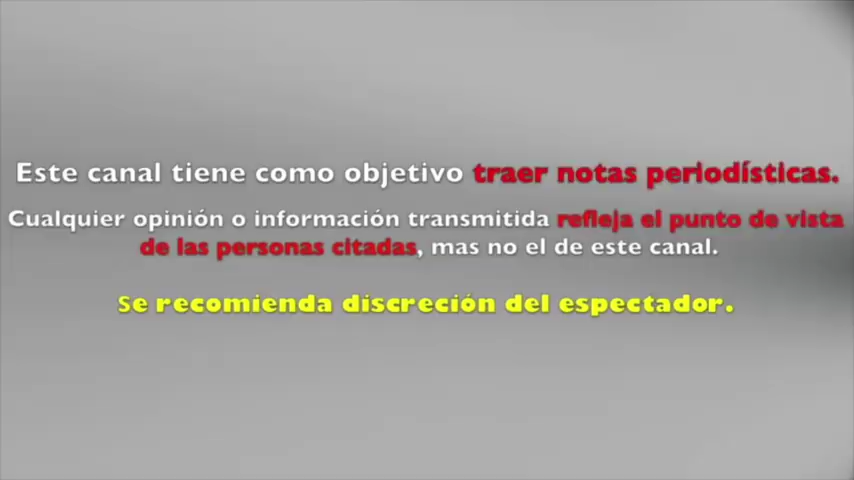 Este canal tiene como objetivo traer notas periodísticas.
Cualquier opinión o información transmitida refleja el punto de vista
de las personas citadas, mas no el de este canal.
Se recomienda discreción del espectador.